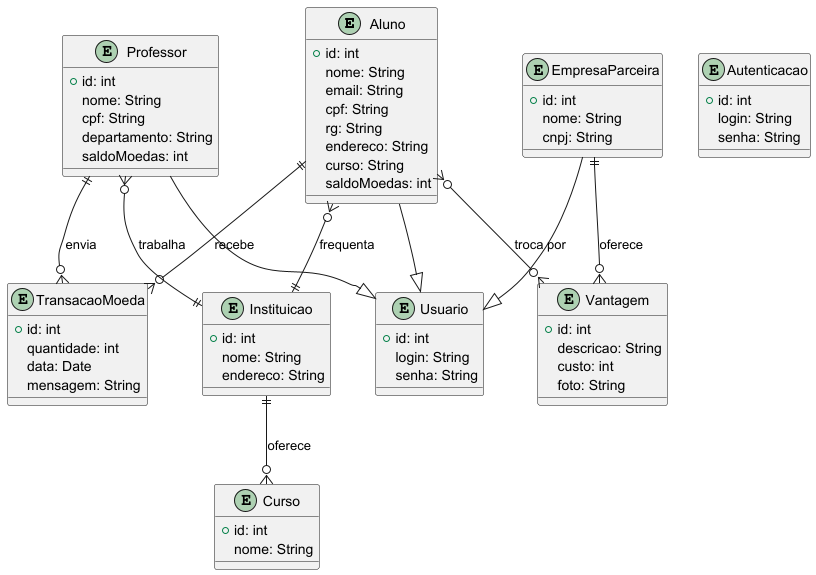 E Professor
+ id: int
nome: String
cpf: String
departamento: String
saldoMoedas: int
E Aluno
+ id: int
nome: String
email: String
cpf: String
rg: String
endereco: String
curso: String
saldoMoedas: int
E EmpresaParceira
+ id: int
nome: String
cnpj: String
E Autenticacao
id: int
login: String
senha: String
envia
trabalha
recebe
frequenta
troca por
oferece
E TransacaoMoeda
id: int
quantidade: int
data: Date
mensagem: String
E Instituicao
id: int
nome: String
endereco: String
E Usuario
id: int
login: String
senha: String
E Vantagem
id: int
descricao: String
custo: int
foto: String
oferece
E Curso
id: int
nome: String